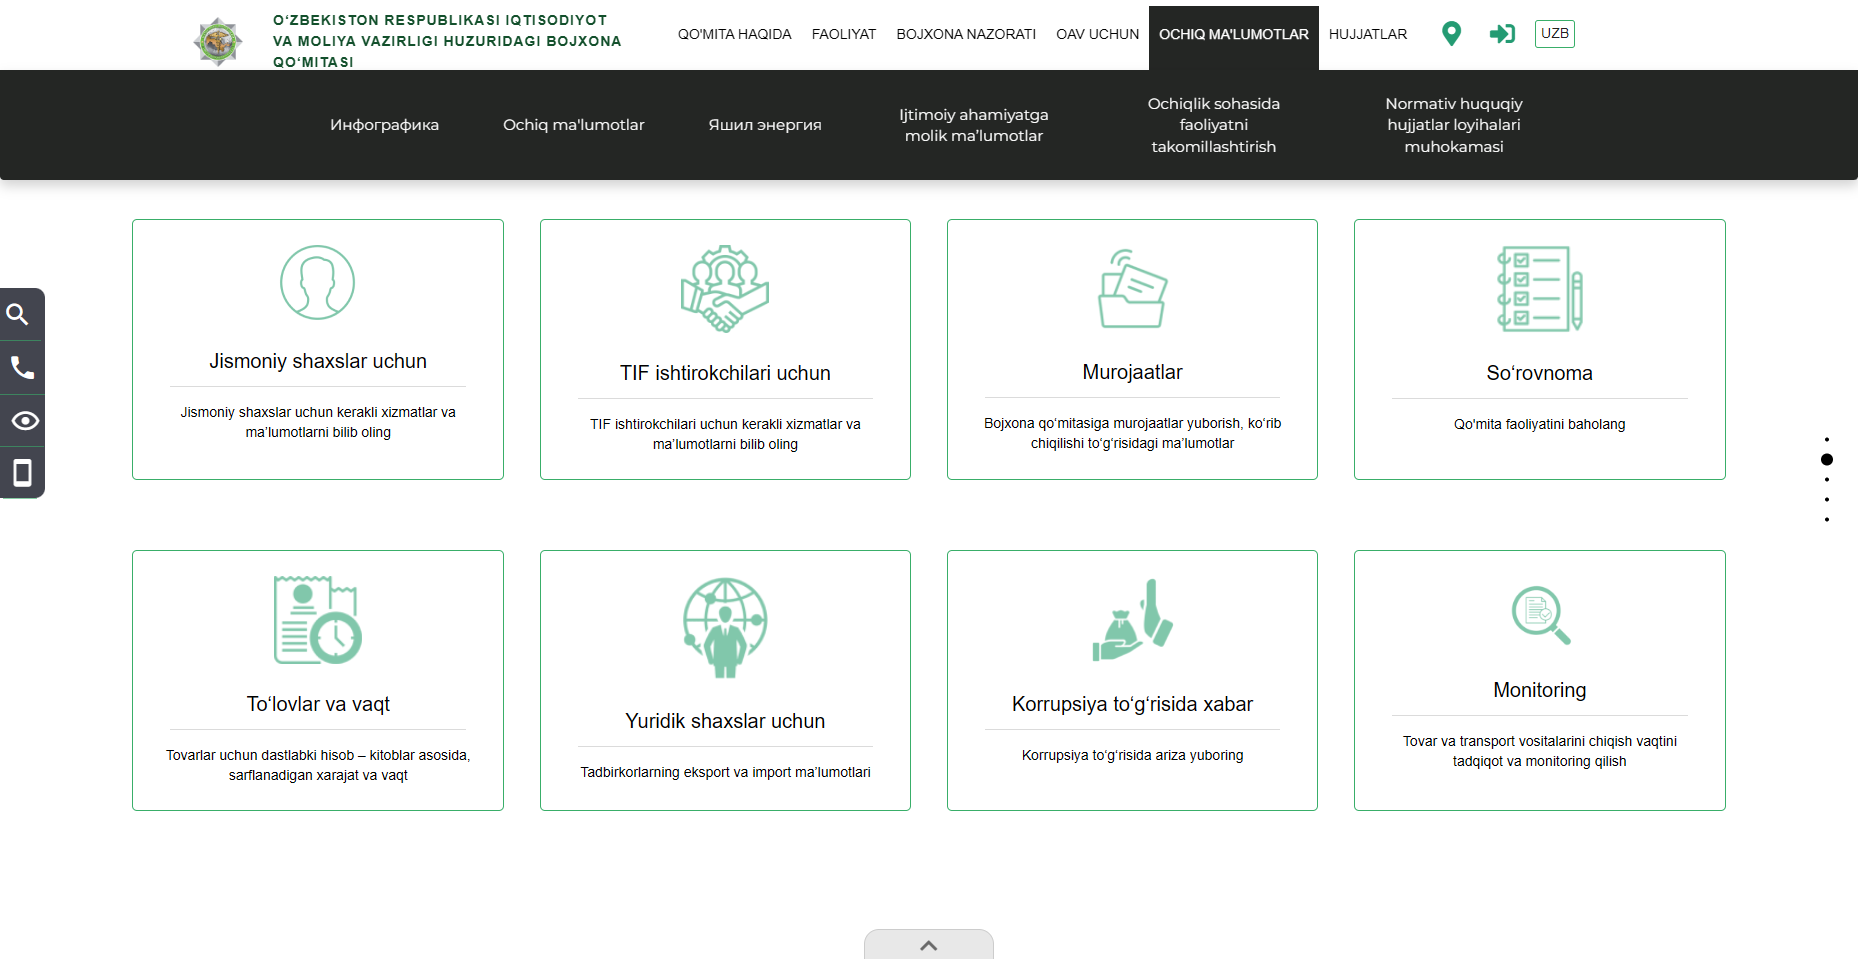 O‘ZBEKISTON RESPUBLIKASI IQTISODIYOT
VA MOLIYA VAZIRLIGI HUZURIDAGI BOJXONA
QO‘MITASI
QO'MITA HAQIDA
FAOLIYAT
BOJXONA NAZORATI
OAV UCHUN
OCHIQ MA'LUMOTLAR
HUJJATLAR
UZB
Инфографика
Ochiq ma'lumotlar
Яшил энергия
Ijtimoiy ahamiyatga
molik ma’lumotlar
Ochiqlik sohasida
faoliyatni
takomillashtirish
Normativ huquqiy
hujjatlar loyihalari
muhokamasi
Jismoniy shaxslar uchun
Jismoniy shaxslar uchun kerakli xizmatlar va
ma’lumotlarni bilib oling
TIF ishtirokchilari uchun
TIF ishtirokchilari uchun kerakli xizmatlar va
ma’lumotlarni bilib oling
Murojaatlar
Bojxona qo‘mitasiga murojaatlar yuborish, ko‘rib
chiqilishi to‘g‘risidagi ma’lumotlar
So‘rovnoma
Qo'mita faoliyatini baholang
To‘lovlar va vaqt
Tovarlar uchun dastlabki hisob – kitoblar asosida,
sarflanadigan xarajat va vaqt
Yuridik shaxslar uchun
Tadbirkorlarning eksport va import ma’lumotlari
Korrupsiya to‘g‘risida xabar
Korrupsiya to‘g‘risida ariza yuboring
Monitoring
Tovar va transport vositalarini chiqish vaqtini
tadqiqot va monitoring qilish